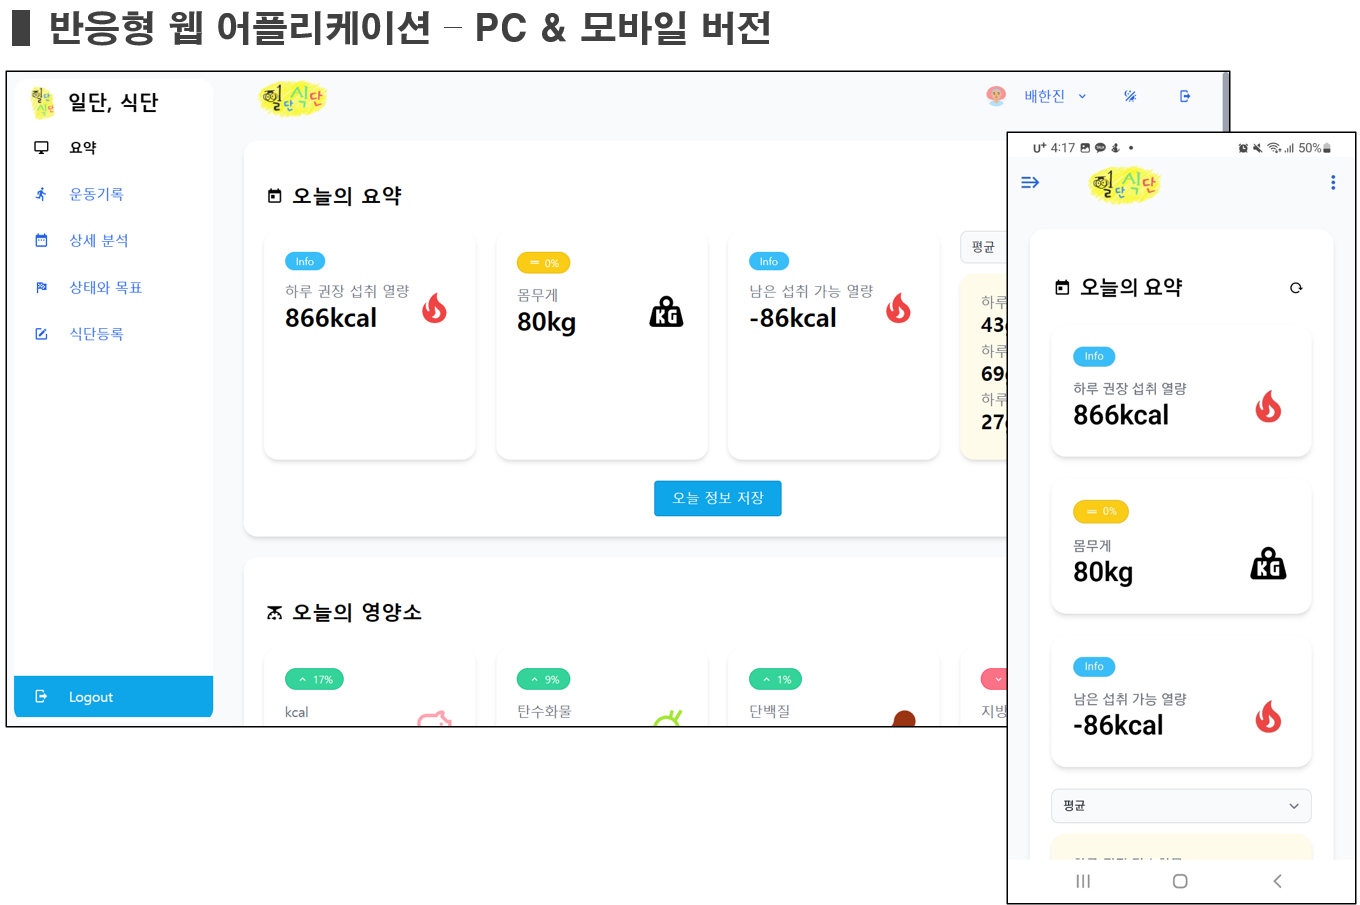 반응형 웹 어플리케이션 – PC & 모바일 버전
일단, 식단
요약
운동기록
상세 분석
상태와 목표
식단등록
Logout
일단식단
배한진
오늘의 요약
Info
하루 권장 섭취 열량
866kcal
0%
몸무게
80kg
Info
남은 섭취 가능 열량
-86kcal
평균
하루
43
하루
69
하루
27
오늘 정보 저장
오늘의 영양소
17%
kcal
9%
탄수화물
1%
단백질
지방
U+ 4:17
50%
일단식단
오늘의 요약
Info
하루 권장 섭취 열량
866kcal
0%
몸무게
80kg
Info
남은 섭취 가능 열량
-86kcal
평균